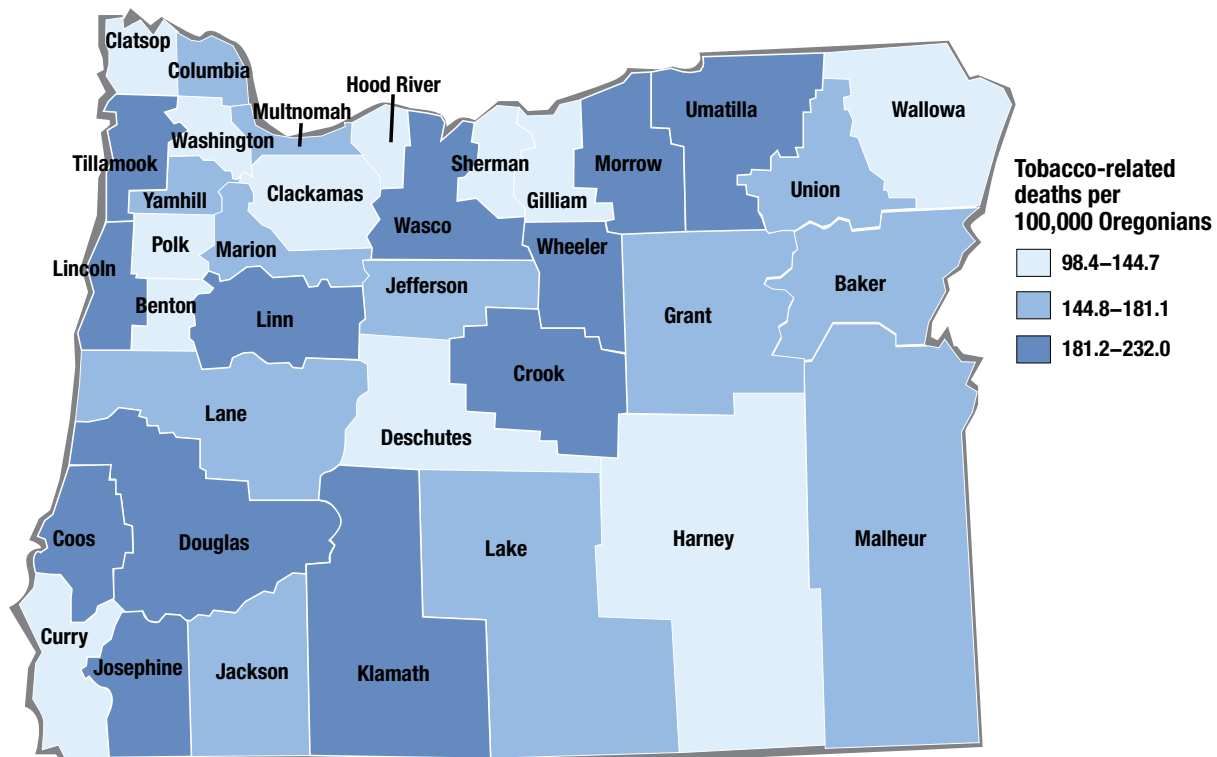 Clatsop
Columbia
Hood River
Multnomah
Washington
Tillamook
Yamhill
Clackamas
Sherman
Gilliam
Morrow
Umatilla
Wallowa
Union
Wasco
Wheeler
Polk
Marion
Lincoln
Benton
Linn
Jefferson
Grant
Baker
Crook
Lane
Deschutes
Coos
Douglas
Lake
Harney
Malheur
Curry
Josephine
Jackson
Klamath
Tobacco-related
deaths per
100,000 Oregonians
98.4–144.7
144.8–181.1
181.2–232.0